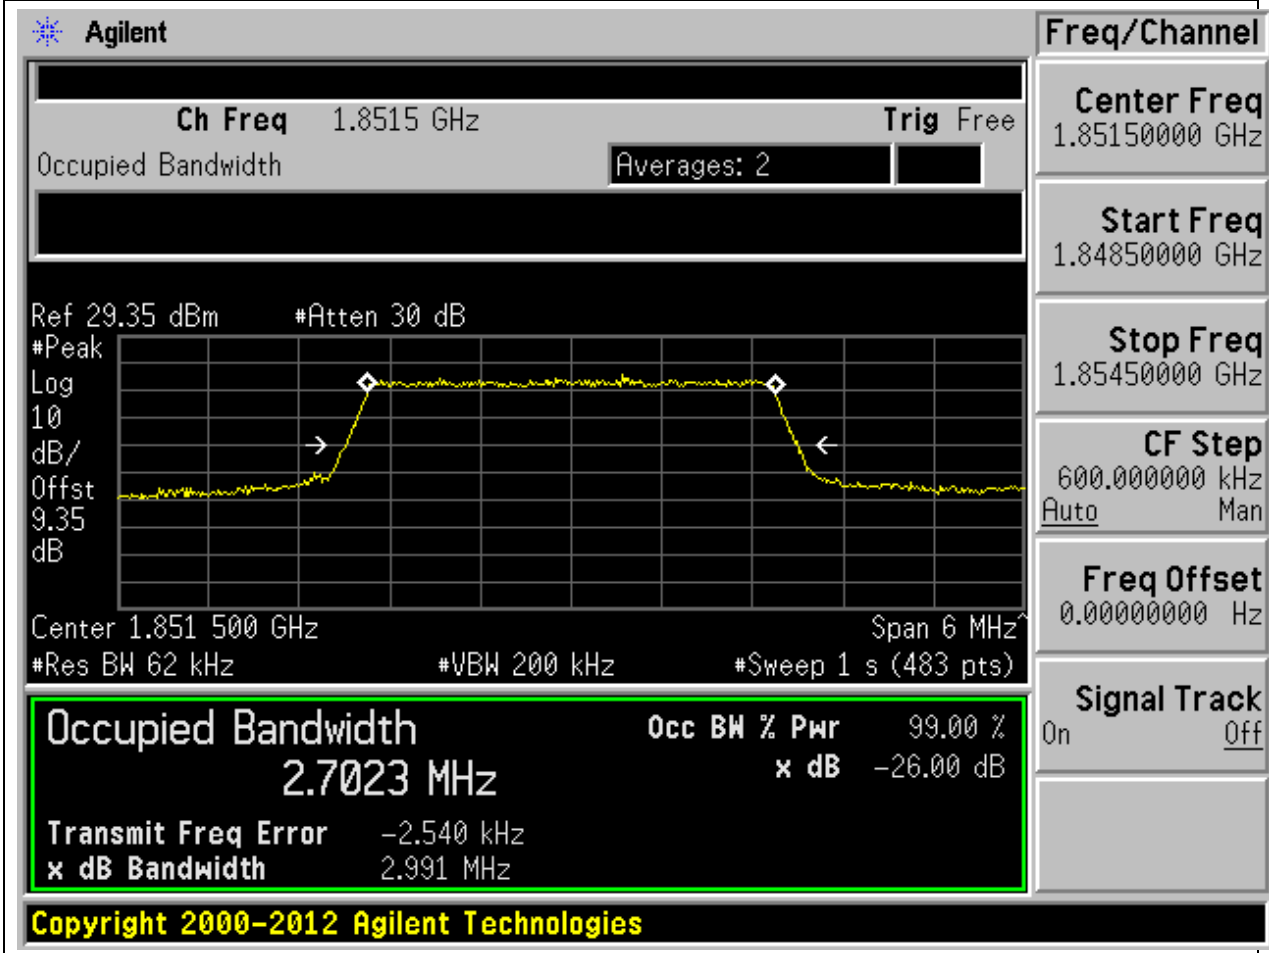 Agilent
Freq/Channel
Ch Freq 1.8515 GHz Trig Free
Occupied Bandwidth Averages: 2
Center Freq
1.85150000 GHz
Start Freq
1.84850000 GHz
Stop Freq
1.85450000 GHz
CF Step
600.000000 kHz
Auto Man
Freq Offset
0.00000000 Hz
Signal Track
On Off
Ref 29.35 dBm #Atten 30 dB
#Peak
Log
10
dB/
Offst
9.35
dB
Center 1.851 500 GHz Span 6 MHz^
#Res BW 62 kHz #VBW 200 kHz #Sweep 1 s (483 pts)
Occupied Bandwidth Occ BW % Pwr 99.00 %
2.7023 MHz x dB -26.00 dB
Transmit Freq Error -2.540 kHz
x dB Bandwidth 2.991 MHz
Copyright 2000-2012 Agilent Technologies